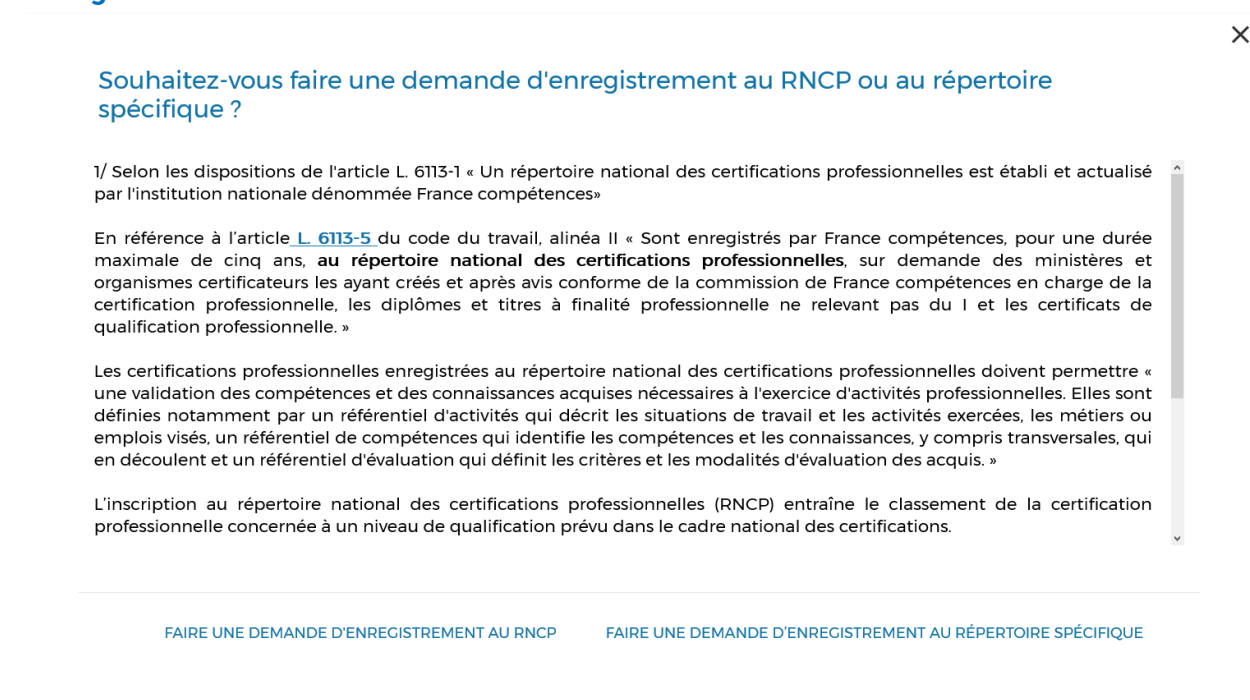 Souhaitez-vous faire une demande d'enregistrement au RNCP ou au répertoire
spécifique ?
1/ Selon les dispositions de l'article L. 6113-1 « Un répertoire national des certifications professionnelles est établi et actualisé
par l'institution nationale dénommée France compétences»
En référence à l’article L. 6113-5 du code du travail, alinéa II « Sont enregistrés par France compétences, pour une durée
maximale de cinq ans, au répertoire national des certifications professionnelles, sur demande des ministères et
organismes certificateurs les ayant créés et après avis conforme de la commission de France compétences en charge de la
certification professionnelle, les diplômes et titres à finalité professionnelle ne relevant pas du I et les certificats de
qualification professionnelle. »
Les certifications professionnelles enregistrées au répertoire national des certifications professionnelles doivent permettre «
une validation des compétences et des connaissances acquises nécessaires à l'exercice d'activités professionnelles. Elles sont
définies notamment par un référentiel d'activités qui décrit les situations de travail et les activités exercées, les métiers ou
emplois visés, un référentiel de compétences qui identifie les compétences et les connaissances, y compris transversales, qui
en découlent et un référentiel d'évaluation qui définit les critères et les modalités d'évaluation des acquis. »
L’inscription au répertoire national des certifications professionnelles (RNCP) entraîne le classement de la certification
professionnelle concernée à un niveau de qualification prévu dans le cadre national des certifications.
FAIRE UNE DEMANDE D'ENREGISTREMENT AU RNCP FAIRE UNE DEMANDE D’ENREGISTREMENT AU RÉPERTOIRE SPÉCIFIQUE